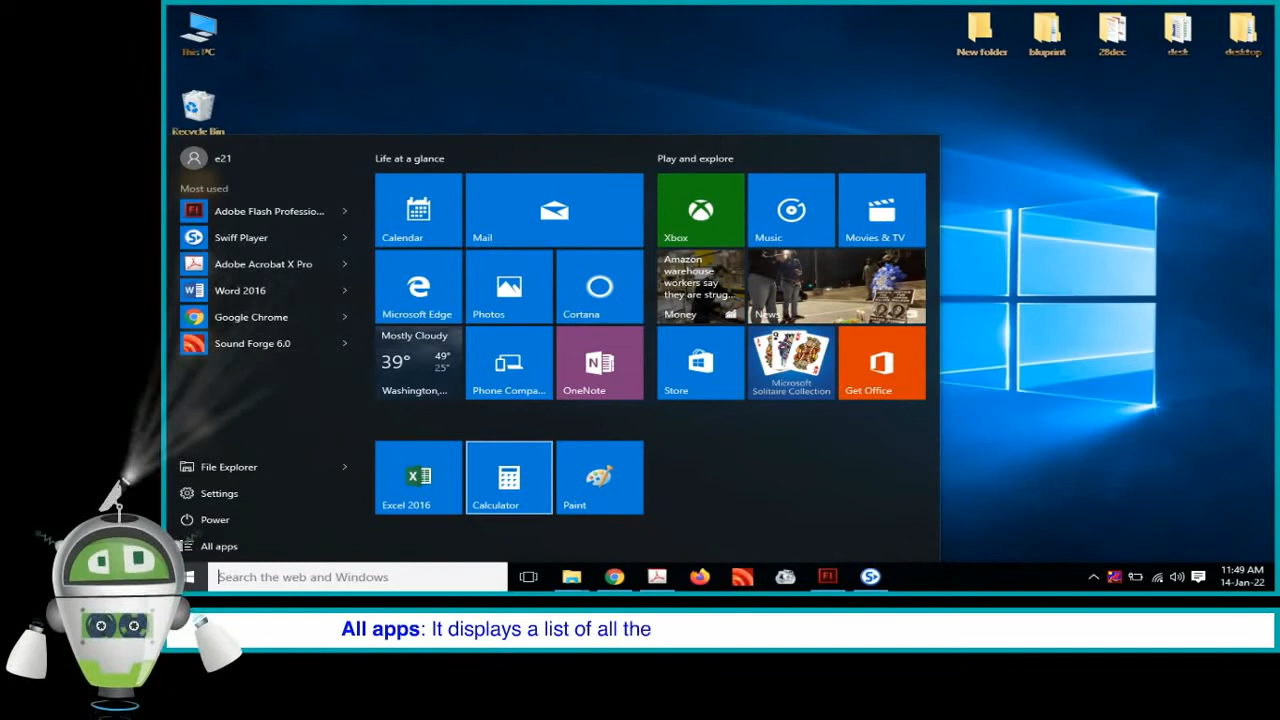 This PC
New folder
bluprint
28dec
desk
desktop
Recycle Bin
e21
Most used
Adobe Flash Professio...
Swiff Player
Adobe Acrobat X Pro
Word 2016
Google Chrome
Sound Forge 6.0
File Explorer
Settings
Power
All apps
Life at a glance
Calendar
Mail
Microsoft Edge
Photos
Cortana
Mostly Cloudy
39° 49°
25°
Washington,...
Phone Compa...
OneNote
Excel 2016
Calculator
Paint
Play and explore
Xbox
Music
Movies & TV
Amazon
warehouse
workers say
they are strug...
Money
News
Store
Microsoft
Solitaire Collection
Get Office
Search the web and Windows
11:49 AM
14-Jan-22
All apps: It displays a list of all the